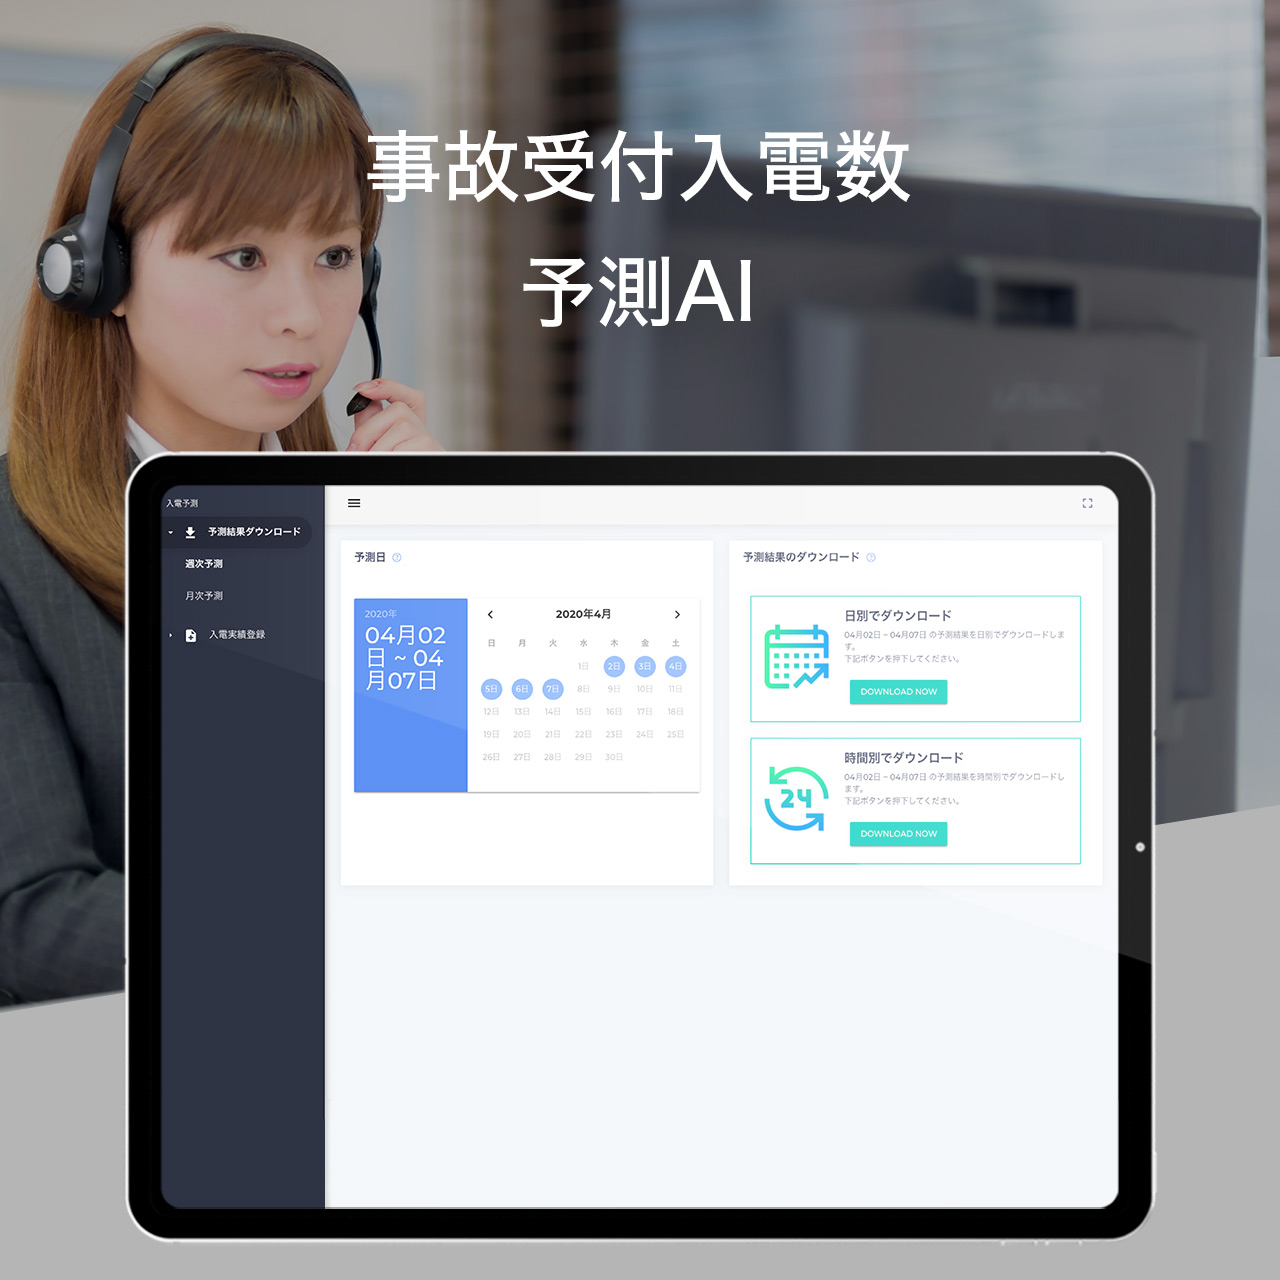 事故受付入電数
予測AI
入電予測
予測結果ダウンロード
週次予測
月次予測
入電実績登録
予測日
2020年
04月02
日 ~ 04
月07日
2020年4月
日 月 火 水 木 金 土
1日 2日 3日 4日
5日 6日 7日 8日 9日 10日 11日
12日 13日 14日 15日 16日 17日 18日
19日 20日 21日 22日 23日 24日 25日
26日 27日 28日 29日 30日
予測結果のダウンロード
日別でダウンロード
04月02日 ~ 04月07日 の予測結果を日別でダウンロードしま
す。
下記ボタンを押下してください。
DOWNLOAD NOW
24
時間別でダウンロード
04月02日 ~ 04月07日 の予測結果を時間別でダウンロードし
ます。
下記ボタンを押下してください。
DOWNLOAD NOW